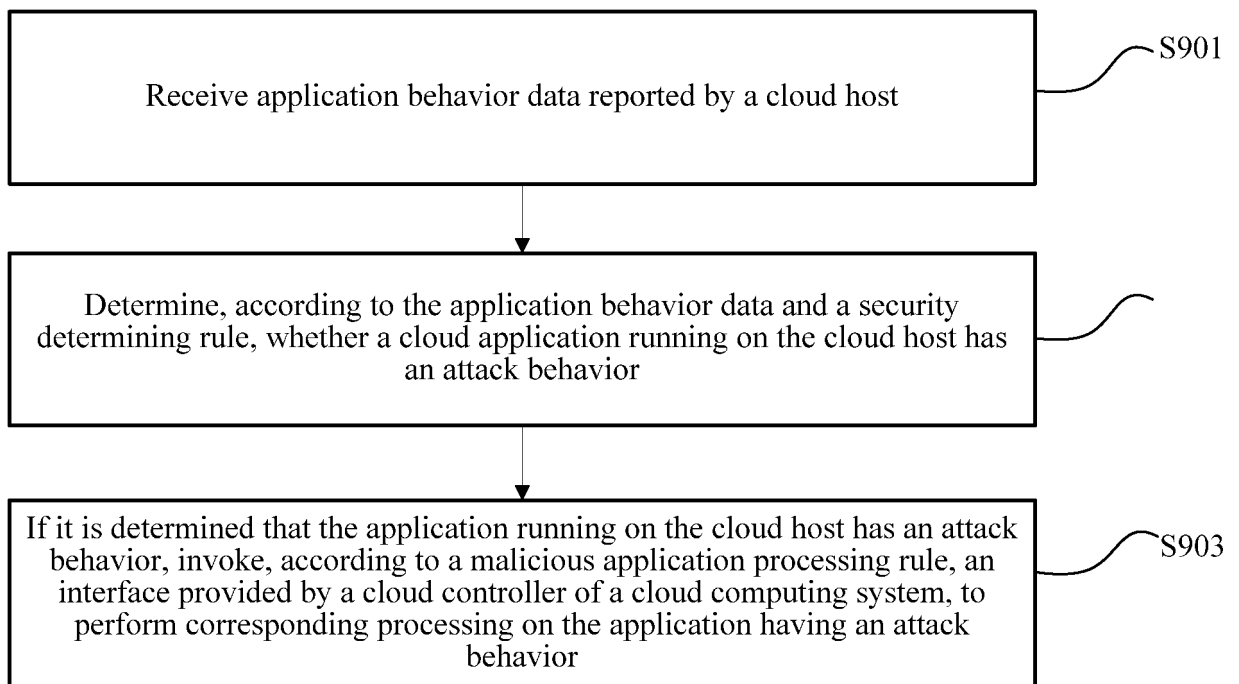 Receive application behavior data reported by a cloud host
S901
Determine, according to the application behavior data and a security
determining rule, whether a cloud application running on the cloud host has
an attack behavior
If it is determined that the application running on the cloud host has an attack
behavior, invoke, according to a malicious application processing rule, an
interface provided by a cloud controller of a cloud computing system, to
perform corresponding processing on the application having an attack
behavior
S903